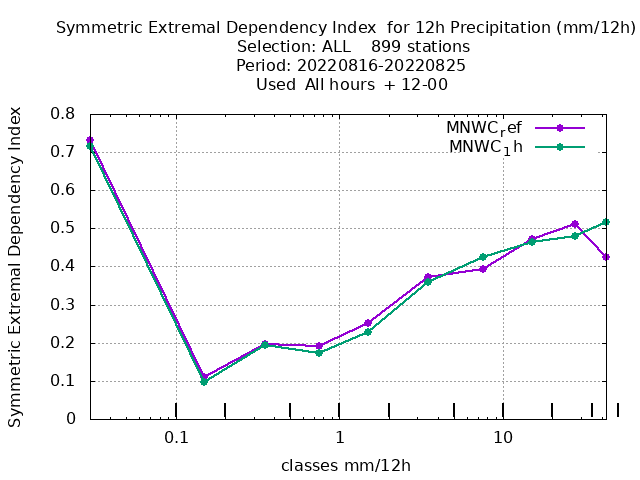 Symmetric Extremal Dependency Index  for 12h Precipitation (mm/12h)
Selection: ALL    899 stations
Period: 20220816-20220825
Used  All hours  + 12-00
Symmetric Extremal Dependency Index
0.8
0.7
0.6
0.5
0.4
0.3
0.2
0.1
0
MNWC_ref
MNWC_1h
0.1
1
10
classes mm/12h